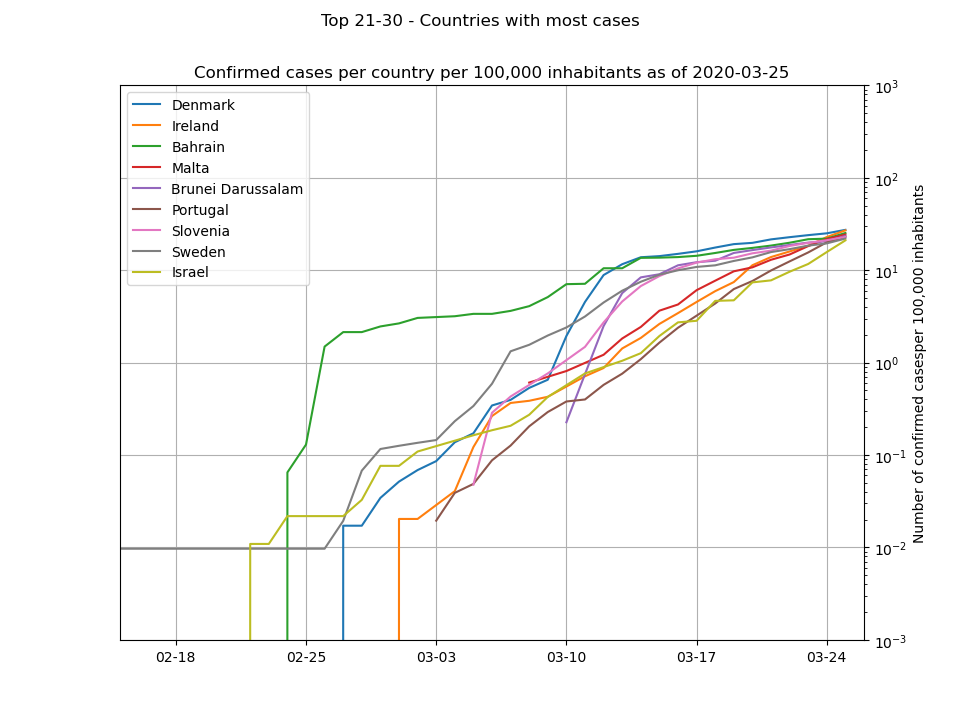 Top 21-30 - Countries with most cases
Confirmed cases per country per 100,000 inhabitants as of 2020-03-25
Denmark
Ireland
Bahrain
Malta
Brunei Darussalam
Portugal
Slovenia
Sweden
Israel
10³
10²
10¹
10⁰
10⁻¹
10⁻²
10⁻³
Number of confirmed casesper 100,000 inhabitants
02-18 02-25 03-03 03-10 03-17 03-24